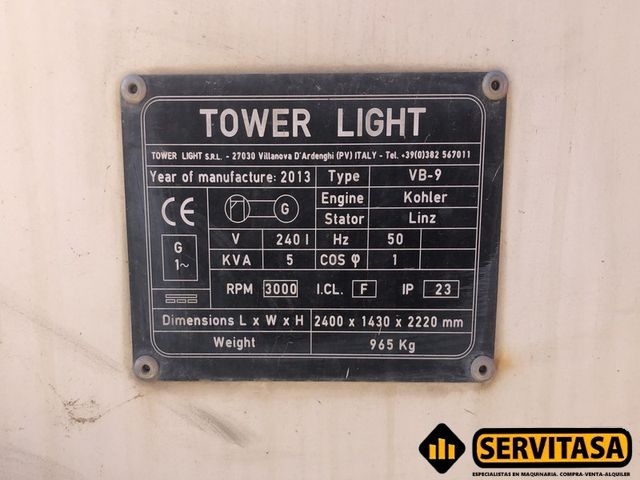 TOWER LIGHT
TOWER LIGHT S.R.L. - 27030 Villanova D'Ardenghi (PV) ITALY - Tel. +39(0)382 567011
Year of manufacture: 2013 Type VB-9
Engine Kohler
CE G Stator Linz
V 240 I Hz 50
G 1~ KVA 5 COS φ 1
RPM 3000 I.CL. F IP 23
Dimensions L x W x H 2400 x 1430 x 2220 mm
Weight 965 Kg
SERVITASA
ESPECIALISTAS EN MAQUINARIA. COMPRA-VENTA-ALQUILER